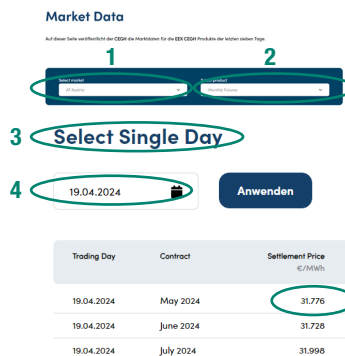 Market Data
Auf dieser Seite veröffentlicht der CEGH die Marktdaten für die EEX CEGH Produkte der letzten sieben Tage.
1 2
Select market
AT Austria Monthly Futures
3 Select Single Day
4 19.04.2024 Anwenden
Trading Day Contract Settlement Price
€/MWh
19.04.2024 May 2024 31.776
19.04.2024 June 2024 31.728
19.04.2024 July 2024 31.998